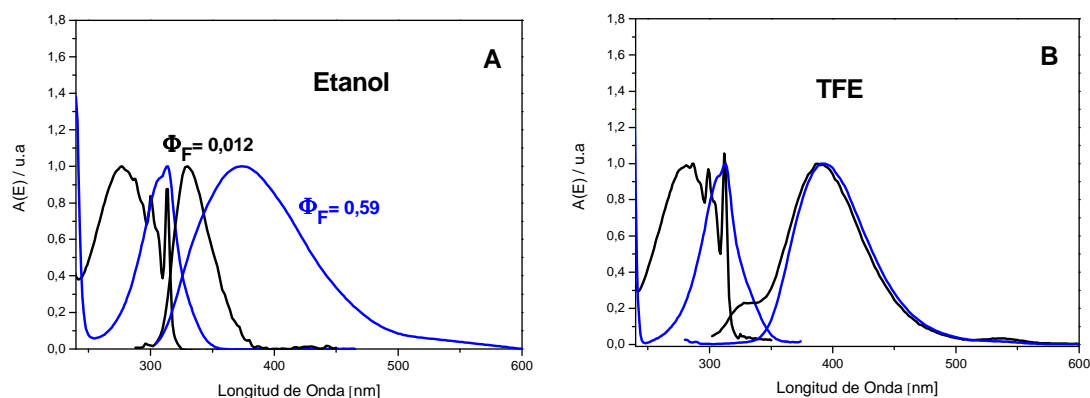 A
Etanol
Φ_F= 0,012
Φ_F= 0,59
A(E) / u.a
1,8
1,6
1,4
1,2
1,0
0,8
0,6
0,4
0,2
0,0
300
400
500
600
Longitud de Onda [nm]
B
TFE
A(E) / u.a
1,8
1,6
1,4
1,2
1,0
0,8
0,6
0,4
0,2
0,0
300
400
500
600
Longitud de Onda [nm]